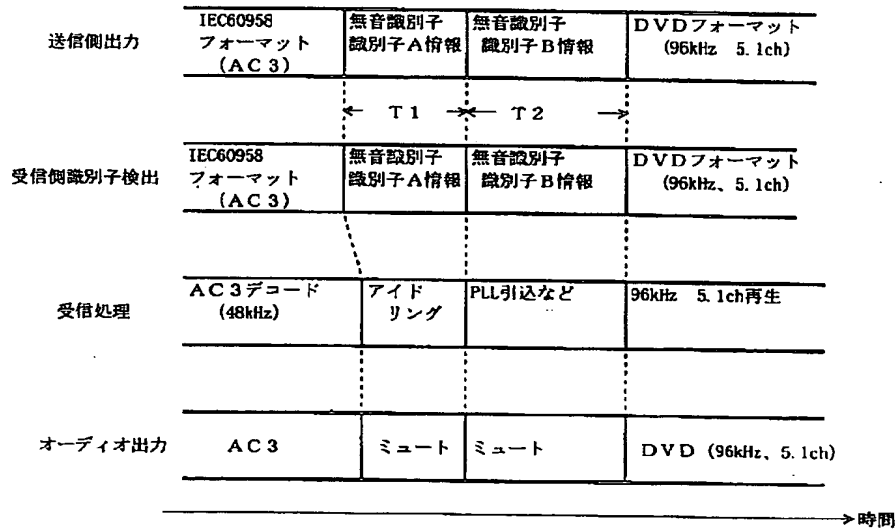 送信側出力
IEC60958
フォーマット
(AC3)
無音識別子
識別子A情報
無音識別子
識別子B情報
DVDフォーマット
(96kHz 5.1ch)
T1
T2
受信側識別子検出
IEC60958
フォーマット
(AC3)
無音識別子
識別子A情報
無音識別子
識別子B情報
DVDフォーマット
(96kHz、5.1ch)
受信処理
AC3デコード
(48kHz)
アイド
リング
PLL引込など
96kHz 5.1ch再生
オーディオ出力
AC3
ミュート
ミュート
DVD (96kHz、5.1ch)
時間